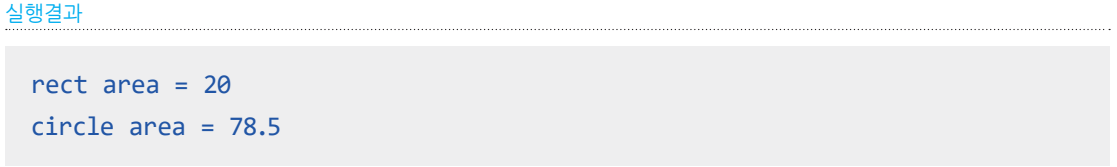 실행결과
rect area = 20
circle area = 78.5